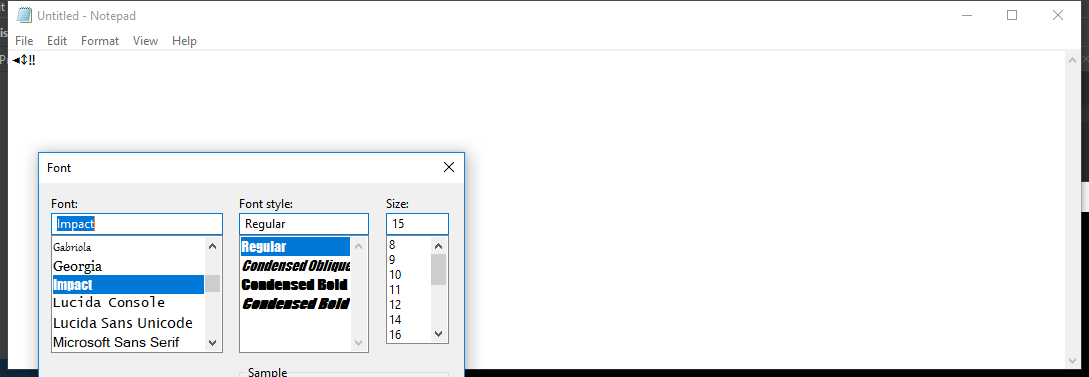 Untitled - Notepad
File Edit Format View Help
◄↕‼
Font
Font: Font style: Size:
Impact Regular 15
Gabriola
Georgia
Impact
Lucida Console
Lucida Sans Unicode
Microsoft Sans Serif
Regular
Condensed Oblique
Condensed Bold
Condensed Bold
8
9
10
11
12
14
16
Sample